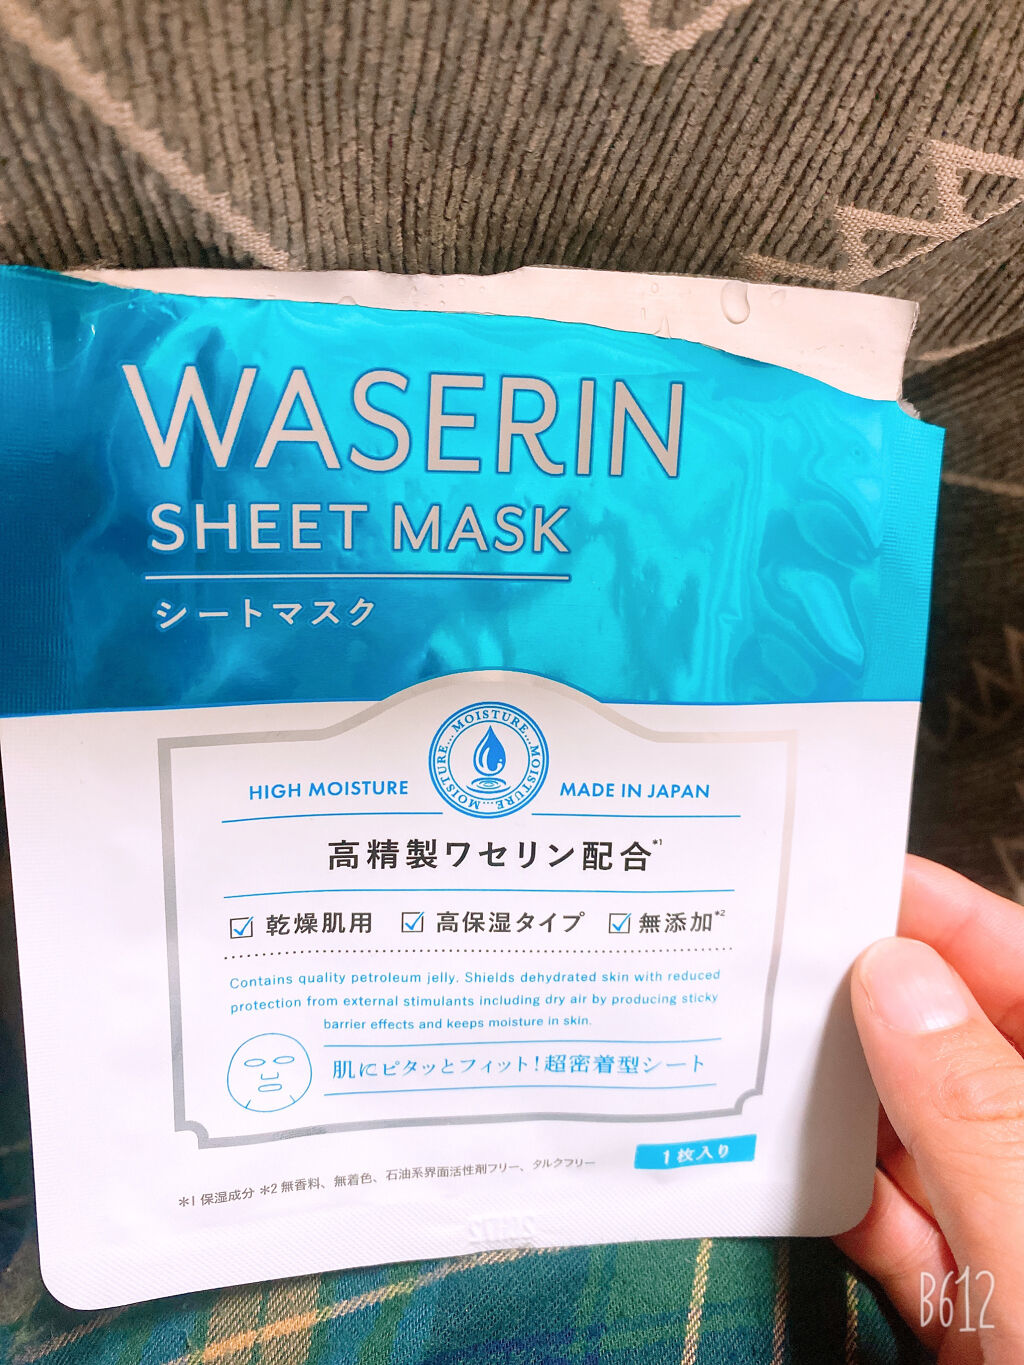 WASERIN
SHEET MASK
シートマスク
MOISTURE... MOISTURE... MOISTURE...
HIGH MOISTURE
MADE IN JAPAN
高精製ワセリン配合*1
乾燥肌用 高保湿タイプ 無添加*2
Contains quality petroleum jelly. Shields dehydrated skin with reduced
protection from external stimulants including dry air by producing sticky
barrier effects and keeps moisture in skin.
肌にピタッとフィット!超密着型シート
1枚入り
*1 保湿成分 *2 無香料、無着色、石油系界面活性剤フリー、タルクフリー
B612